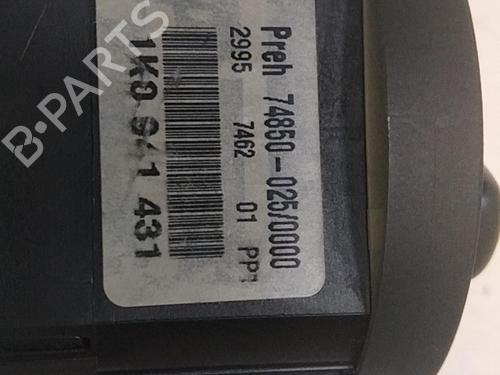 Preh 74850-025/0000
2995 7462 01 PP1
1K0 941 431
B-PARTS